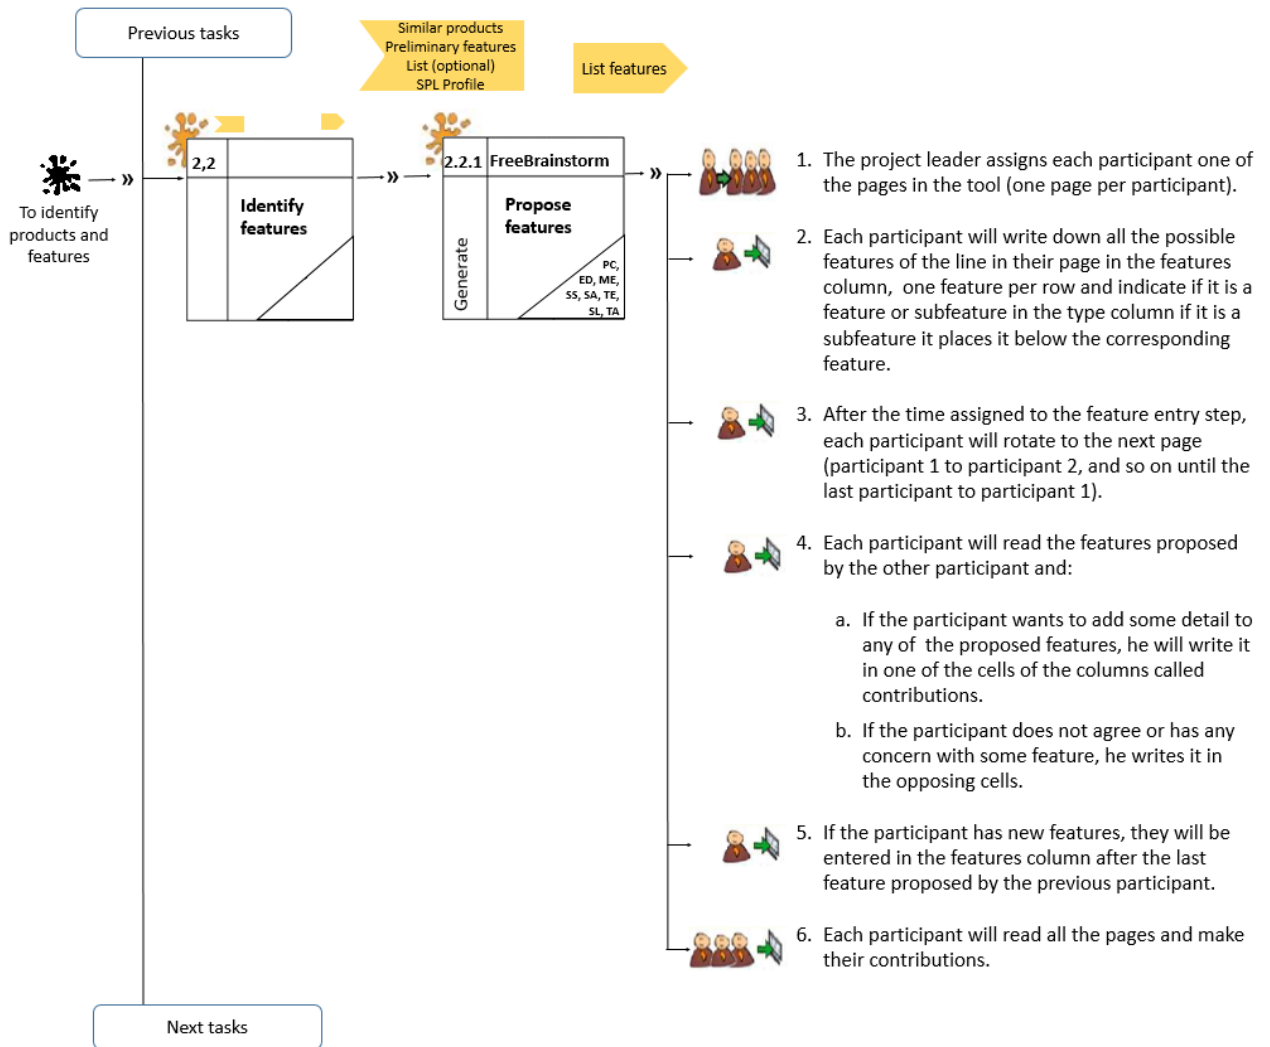 Previous tasks
Similar products
Preliminary features
List (optional)
SPL Profile
List features
To identify
products and
features
»
2,2
Identify
features
»
2.2.1 FreeBrainstorm
Propose
features
Generate
PC,
ED, ME,
SS, SA, TE,
SL, TA
»
1. The project leader assigns each participant one of
the pages in the tool (one page per participant).
2. Each participant will write down all the possible
features of the line in their page in the features
column, one feature per row and indicate if it is a
feature or subfeature in the type column if it is a
subfeature it places it below the corresponding
feature.
3. After the time assigned to the feature entry step,
each participant will rotate to the next page
(participant 1 to participant 2, and so on until the
last participant to participant 1).
4. Each participant will read the features proposed
by the other participant and:
a. If the participant wants to add some detail to
any of the proposed features, he will write it
in one of the cells of the columns called
contributions.
b. If the participant does not agree or has any
concern with some feature, he writes it in
the opposing cells.
5. If the participant has new features, they will be
entered in the features column after the last
feature proposed by the previous participant.
6. Each participant will read all the pages and make
their contributions.
Next tasks